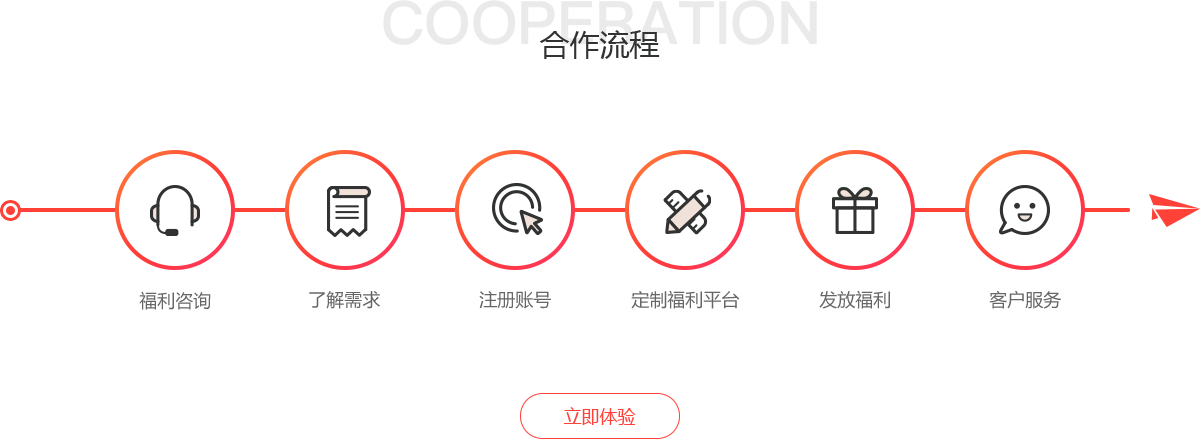 COOPERATION
合作流程
福利咨询
了解需求
注册账号
定制福利平台
发放福利
客户服务
立即体验